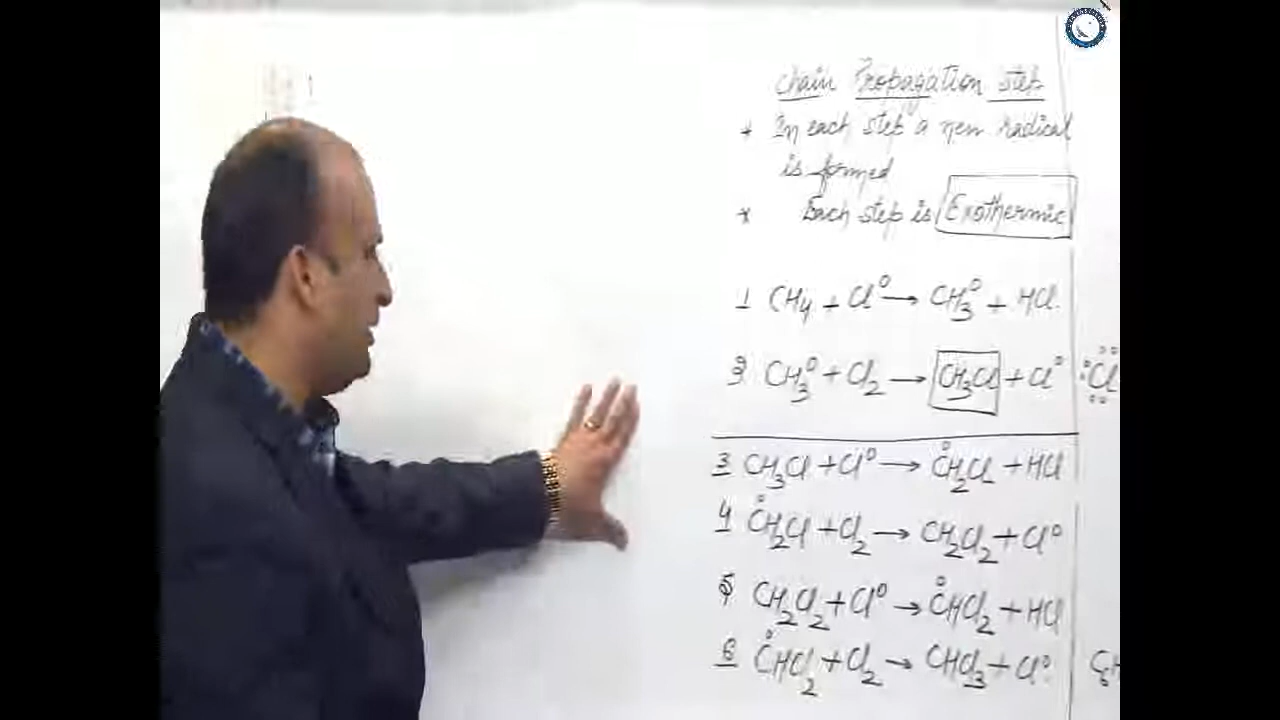 Chain Propagation step
* In each step a new radical
is formed
* Each step is Exothermic
1 CH4 + Cl° → CH3° + HCl.
2 CH3° + Cl2 → CH3Cl + Cl°
Cl
3 CH3Cl + Cl° → °CH2Cl + HCl
4 °CH2Cl + Cl2 → CH2Cl2 + Cl°
5 CH2Cl2 + Cl° → °CHCl2 + HCl
6 °CHCl2 + Cl2 → CHCl3 + Cl°.